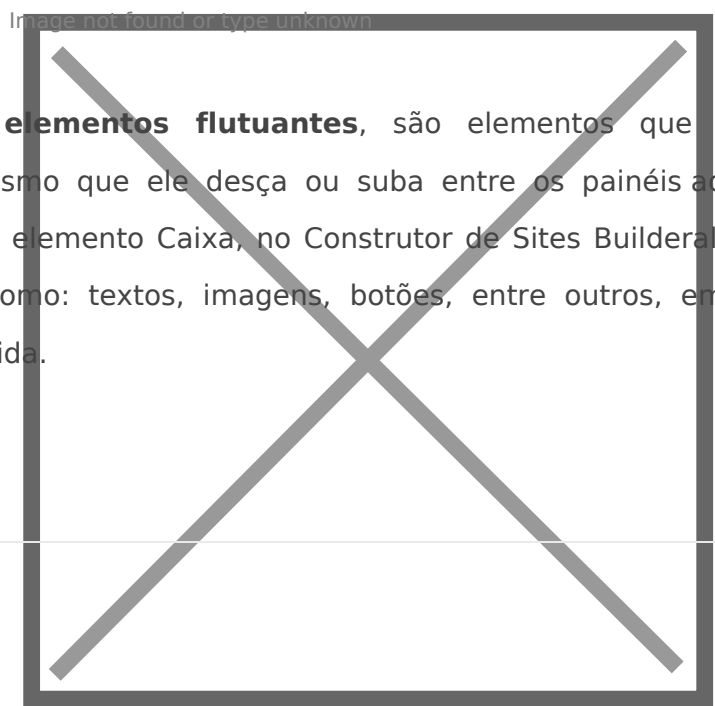 Image not found or type unknown
elementos flutuantes, são elementos que
smo que ele desça ou suba entre os painéis ac
elemento Caixa, no Construtor de Sites Builderal
omo: textos, imagens, botões, entre outros, em
ida.